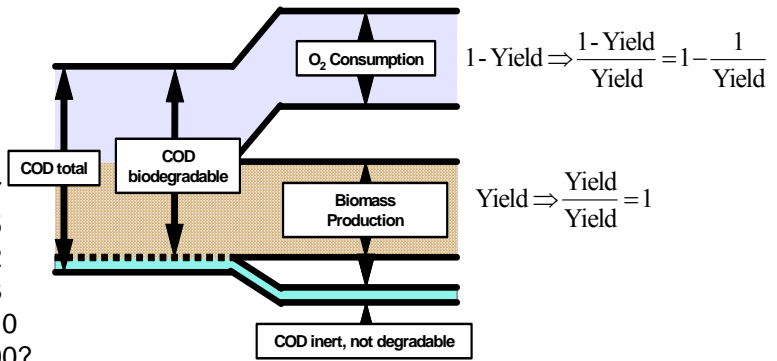 O₂ Consumption
1 - Yield ⇒ 1 - Yield / Yield = 1 − 1 / Yield
COD total
COD
biodegradable
Biomass
Production
Yield ⇒ Yield / Yield = 1
COD inert, not degradable